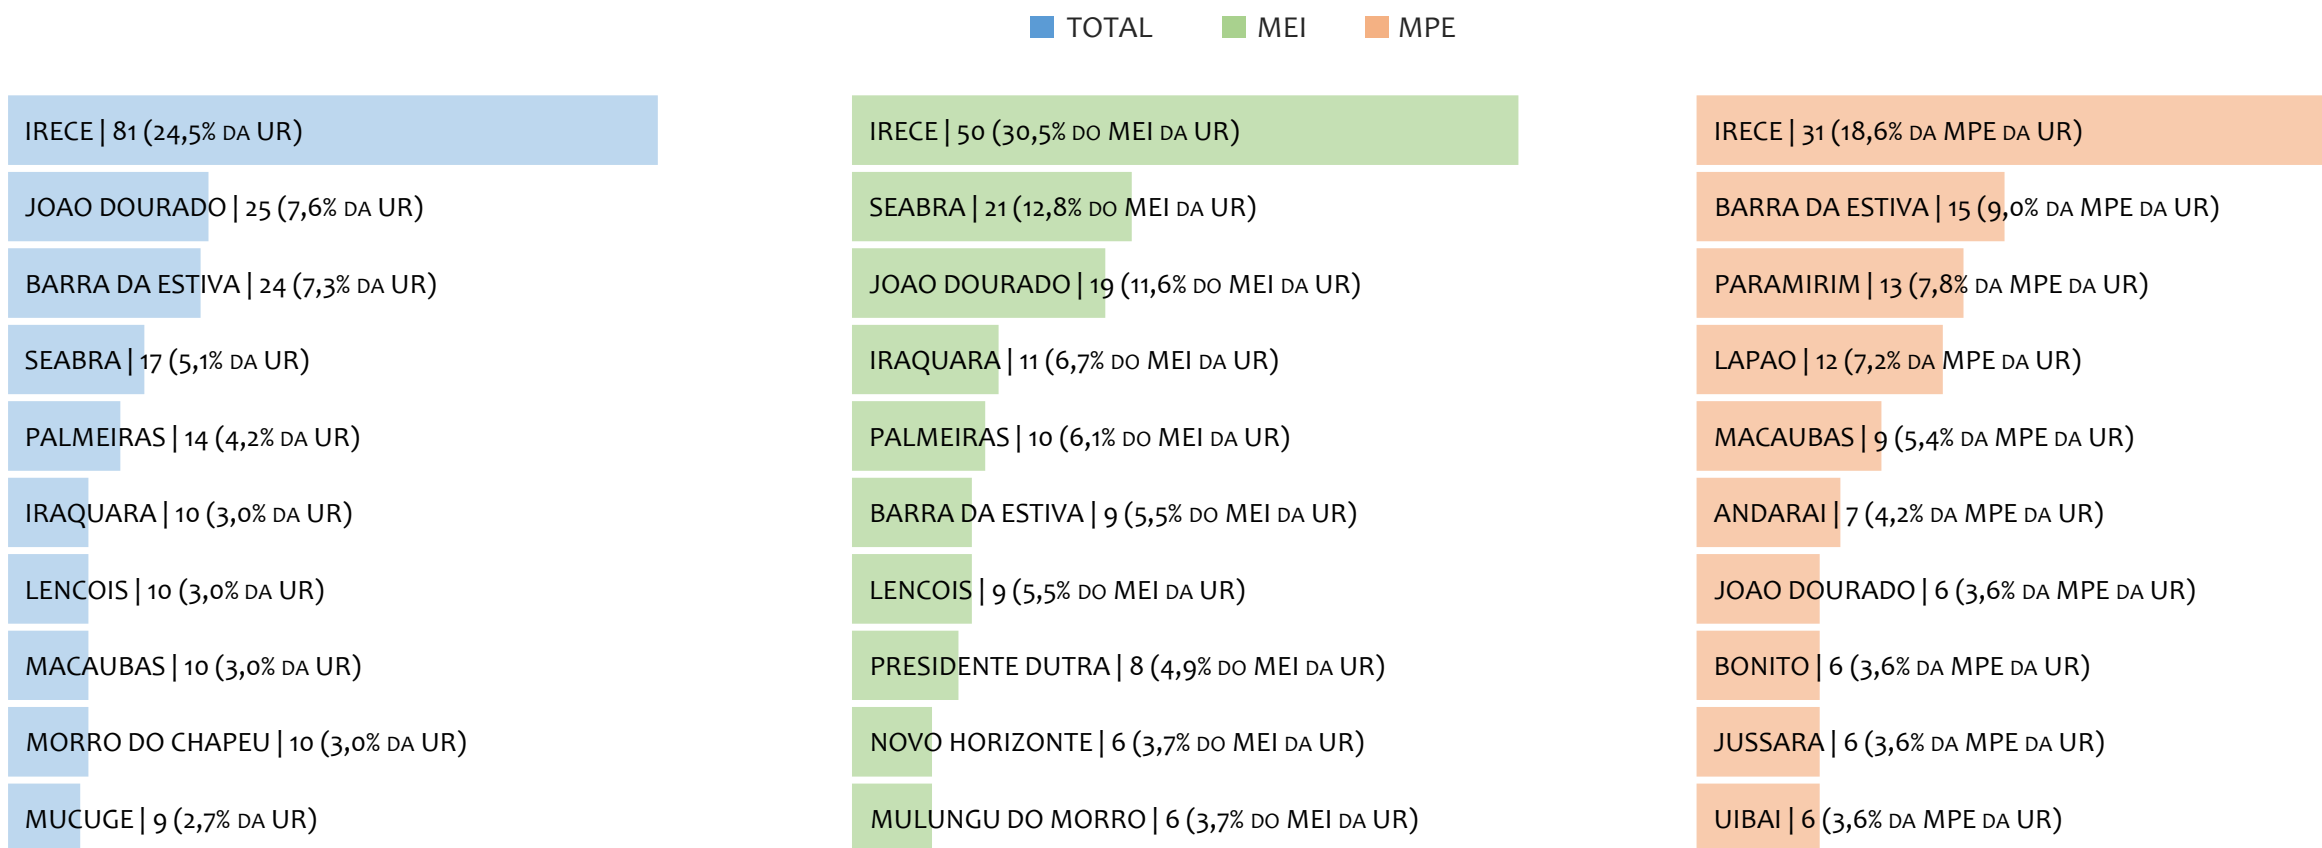 TOTAL MEI MPE
IRECE | 81 (24,5% DA UR)
JOAO DOURADO | 25 (7,6% DA UR)
BARRA DA ESTIVA | 24 (7,3% DA UR)
SEABRA | 17 (5,1% DA UR)
PALMEIRAS | 14 (4,2% DA UR)
IRAQUARA | 10 (3,0% DA UR)
LENCOIS | 10 (3,0% DA UR)
MACAUBAS | 10 (3,0% DA UR)
MORRO DO CHAPEU | 10 (3,0% DA UR)
MUCUGE | 9 (2,7% DA UR)
IRECE | 50 (30,5% DO MEI DA UR)
SEABRA | 21 (12,8% DO MEI DA UR)
JOAO DOURADO | 19 (11,6% DO MEI DA UR)
IRAQUARA | 11 (6,7% DO MEI DA UR)
PALMEIRAS | 10 (6,1% DO MEI DA UR)
BARRA DA ESTIVA | 9 (5,5% DO MEI DA UR)
LENCOIS | 9 (5,5% DO MEI DA UR)
PRESIDENTE DUTRA | 8 (4,9% DO MEI DA UR)
NOVO HORIZONTE | 6 (3,7% DO MEI DA UR)
MULUNGU DO MORRO | 6 (3,7% DO MEI DA UR)
IRECE | 31 (18,6% DA MPE DA UR)
BARRA DA ESTIVA | 15 (9,0% DA MPE DA UR)
PARAMIRIM | 13 (7,8% DA MPE DA UR)
LAPAO | 12 (7,2% DA MPE DA UR)
MACAUBAS | 9 (5,4% DA MPE DA UR)
ANDARAI | 7 (4,2% DA MPE DA UR)
JOAO DOURADO | 6 (3,6% DA MPE DA UR)
BONITO | 6 (3,6% DA MPE DA UR)
JUSSARA | 6 (3,6% DA MPE DA UR)
UIBAI | 6 (3,6% DA MPE DA UR)